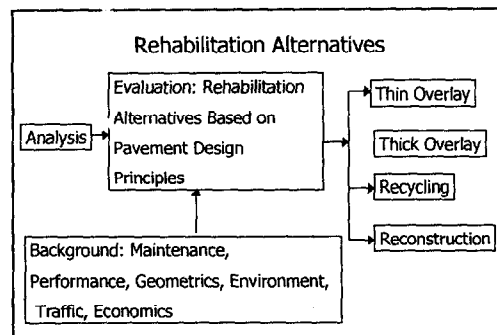 Rehabilitation Alternatives
Analysis
Evaluation: Rehabilitation
Alternatives Based on
Pavement Design
Principles
Thin Overlay
Thick Overlay
Recycling
Reconstruction
Background: Maintenance,
Performance, Geometrics, Environment,
Traffic, Economics